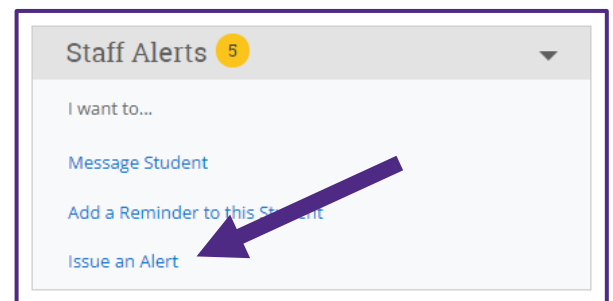 Staff Alerts 5
I want to...
Message Student
Add a Reminder to this Student
Issue an Alert